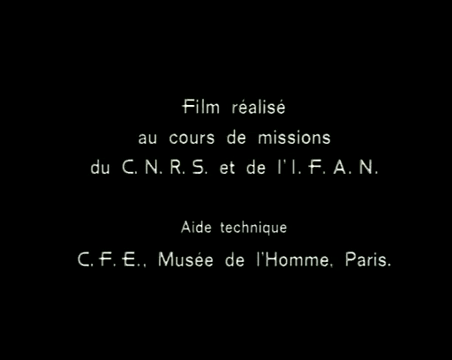 Film réalisé
au cours de missions
du C. N. R. S. et de l'I. F. A. N.
Aide technique
C. F. E., Musée de l'Homme, Paris.